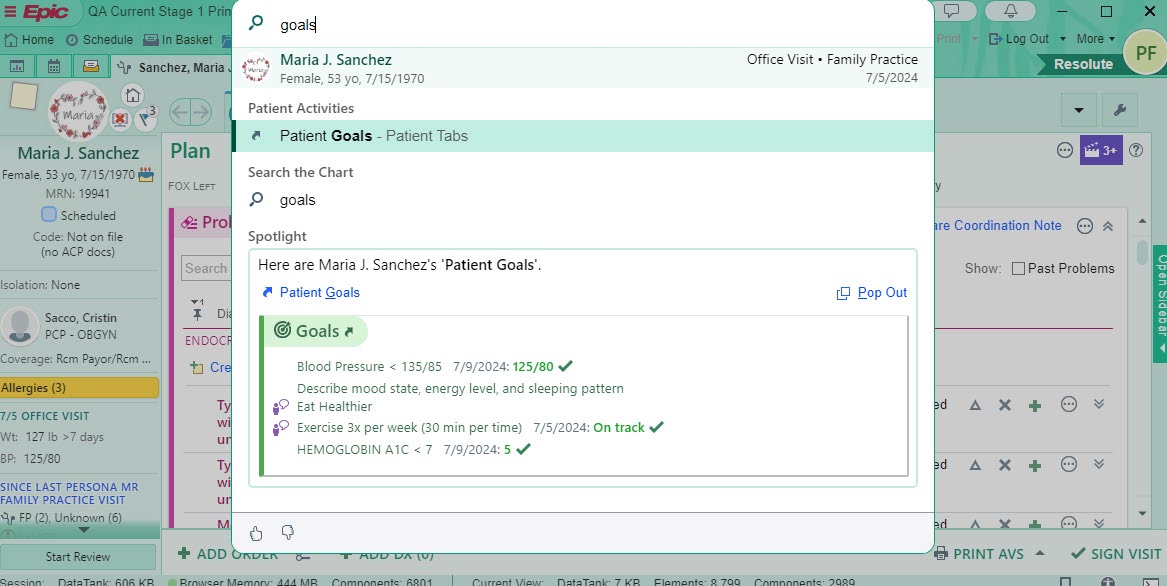 Epic QA Current Stage 1 Prim
Home Schedule In Basket
Print Log Out More
PF
Sanchez, Maria J.
Resolute
goals
Maria J. Sanchez
Female, 53 yo, 7/15/1970
Office Visit • Family Practice
7/5/2024
Patient Activities
Patient Goals - Patient Tabs
Search the Chart
goals
Spotlight
Here are Maria J. Sanchez's 'Patient Goals'.
Patient Goals
Pop Out
Goals
Blood Pressure < 135/85 7/9/2024: 125/80
Describe mood state, energy level, and sleeping pattern
Eat Healthier
Exercise 3x per week (30 min per time) 7/5/2024: On track
HEMOGLOBIN A1C < 7 7/9/2024: 5
Maria
3
Maria J. Sanchez
Female, 53 yo, 7/15/1970
MRN: 19941
Scheduled
Code: Not on file
(no ACP docs)
Isolation: None
Sacco, Cristin
PCP - OBGYN
Coverage: Rcm Payor/Rcm ...
Allergies (3)
7/5 OFFICE VISIT
Wt: 127 lb >7 days
BP: 125/80
SINCE LAST PERSONA MR
FAMILY PRACTICE VISIT
FP (2), Unknown (6)
Start Review
Plan
3+
FOX LEFT
y
Prol
are Coordination Note
Search
Show: Past Problems
1
Dia
ENDOCR
Cre
Ty
wi
un
ed
Ty
wi
un
ed
M
ed
Open Sidebar
ADD ORDER
ADD DX (0)
PRINT AVS
SIGN VISIT
Session: DataTank: 606 KB Browser Memory: 444 MB Components: 6801 Current View: DataTank: 7 KB Elements: 8,799 Components: 2989